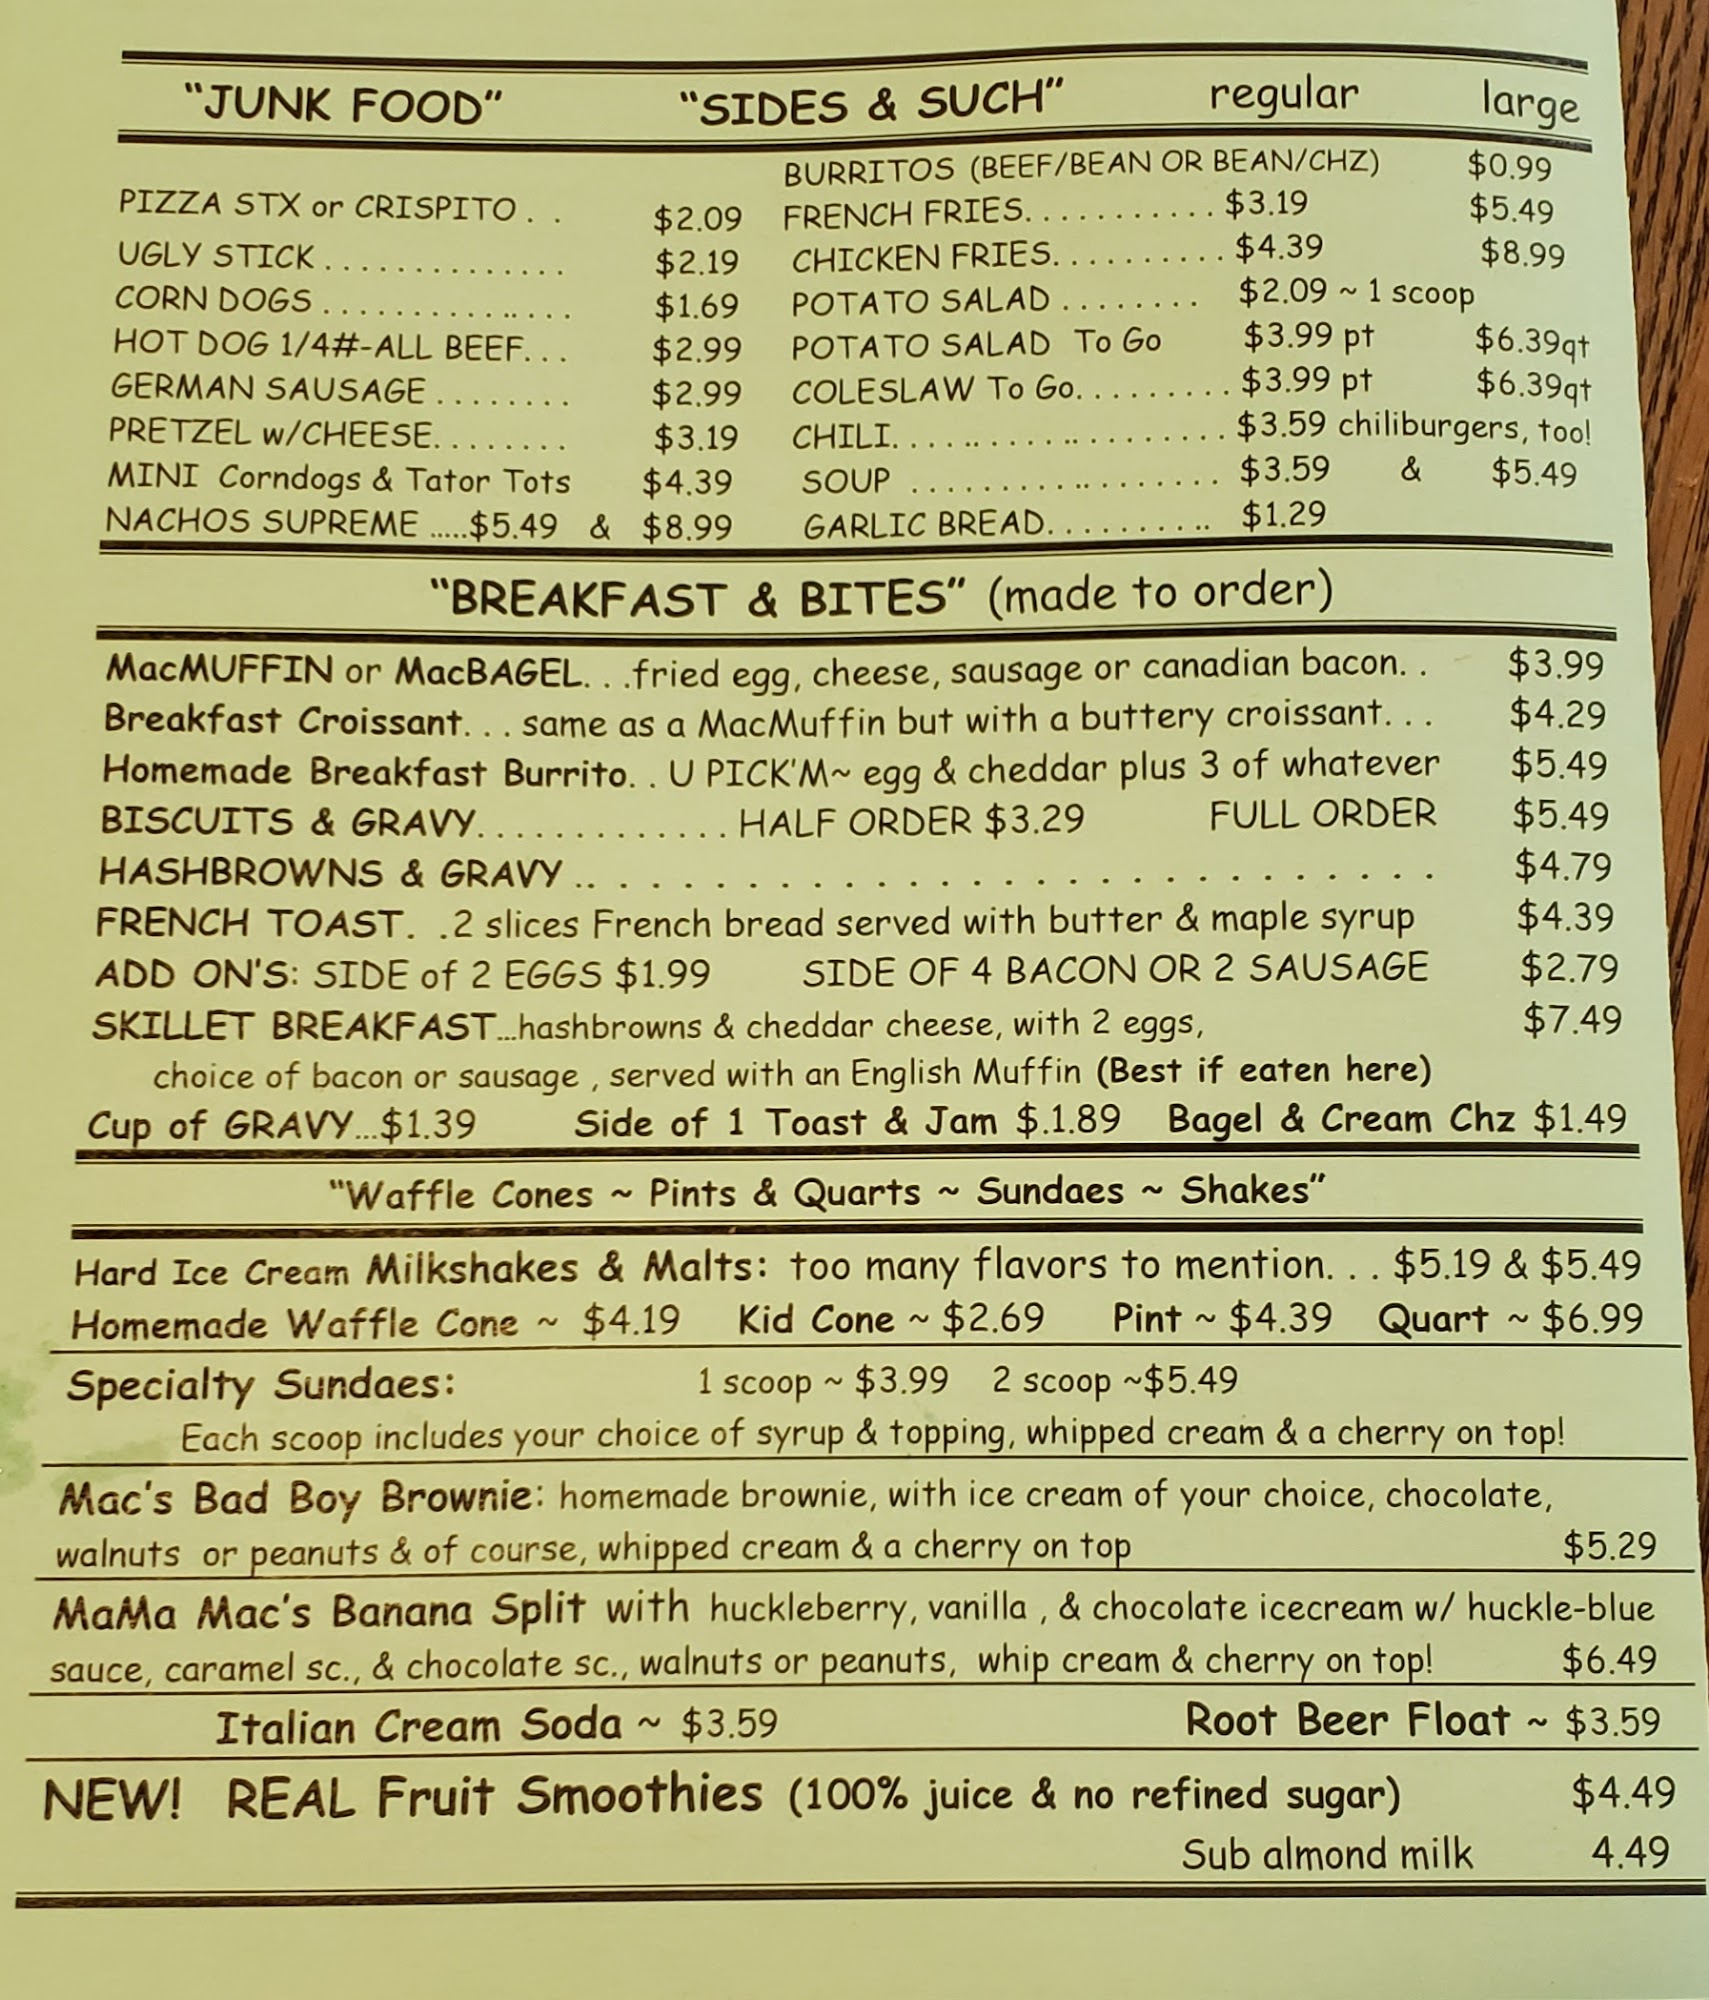 "JUNK FOOD" "SIDES & SUCH" regular large
BURRITOS (BEEF/BEAN OR BEAN/CHZ) $0.99
PIZZA STX or CRISPITO . . $2.09 FRENCH FRIES. . . . . . . . . . . $3.19 $5.49
UGLY STICK . . . . . . . . . . . . . . $2.19 CHICKEN FRIES. . . . . . . . . . $4.39 $8.99
CORN DOGS . . . . . . . . . . . .. . . . $1.69 POTATO SALAD . . . . . . . . $2.09 ~ 1 scoop
HOT DOG 1/4#-ALL BEEF. . . $2.99 POTATO SALAD To Go $3.99 pt $6.39qt
GERMAN SAUSAGE . . . . . . . . $2.99 COLESLAW To Go. . . . . . . . . $3.99 pt $6.39qt
PRETZEL w/CHEESE. . . . . . . . $3.19 CHILI. . . . .. . . . . .. . . . . . . . . $3.59 chiliburgers, too!
MINI Corndogs & Tator Tots $4.39 SOUP . . . . . . . . . .. . . . . . . . $3.59 & $5.49
NACHOS SUPREME .....$5.49 & $8.99 GARLIC BREAD. . . . . . . . .. $1.29
"BREAKFAST & BITES" (made to order)
MacMUFFIN or MacBAGEL. . .fried egg, cheese, sausage or canadian bacon. . $3.99
Breakfast Croissant. . . same as a MacMuffin but with a buttery croissant. . . $4.29
Homemade Breakfast Burrito. . U PICK'M~ egg & cheddar plus 3 of whatever $5.49
BISCUITS & GRAVY. . . . . . . . . . . . . HALF ORDER $3.29 FULL ORDER $5.49
HASHBROWNS & GRAVY .. . . . . . . . . . . . . . . . . . . $4.79
FRENCH TOAST. . .2 slices French bread served with butter & maple syrup $4.39
ADD ON'S: SIDE of 2 EGGS $1.99 SIDE OF 4 BACON OR 2 SAUSAGE $2.79
SKILLET BREAKFAST...hashbrowns & cheddar cheese, with 2 eggs, $7.49
choice of bacon or sausage , served with an English Muffin (Best if eaten here)
Cup of GRAVY...$1.39 Side of 1 Toast & Jam $.1.89 Bagel & Cream Chz $1.49
"Waffle Cones ~ Pints & Quarts ~ Sundaes ~ Shakes"
Hard Ice Cream Milkshakes & Malts: too many flavors to mention. . . $5.19 & $5.49
Homemade Waffle Cone ~ $4.19 Kid Cone ~ $2.69 Pint ~ $4.39 Quart ~ $6.99
Specialty Sundaes: 1 scoop ~ $3.99 2 scoop ~$5.49
Each scoop includes your choice of syrup & topping, whipped cream & a cherry on top!
Mac's Bad Boy Brownie: homemade brownie, with ice cream of your choice, chocolate,
walnuts or peanuts & of course, whipped cream & a cherry on top $5.29
MaMa Mac's Banana Split with huckleberry, vanilla , & chocolate icecream w/ huckle-blue
sauce, caramel sc., & chocolate sc., walnuts or peanuts, whip cream & cherry on top! $6.49
Italian Cream Soda ~ $3.59 Root Beer Float ~ $3.59
NEW! REAL Fruit Smoothies (100% juice & no refined sugar) $4.49
Sub almond milk 4.49